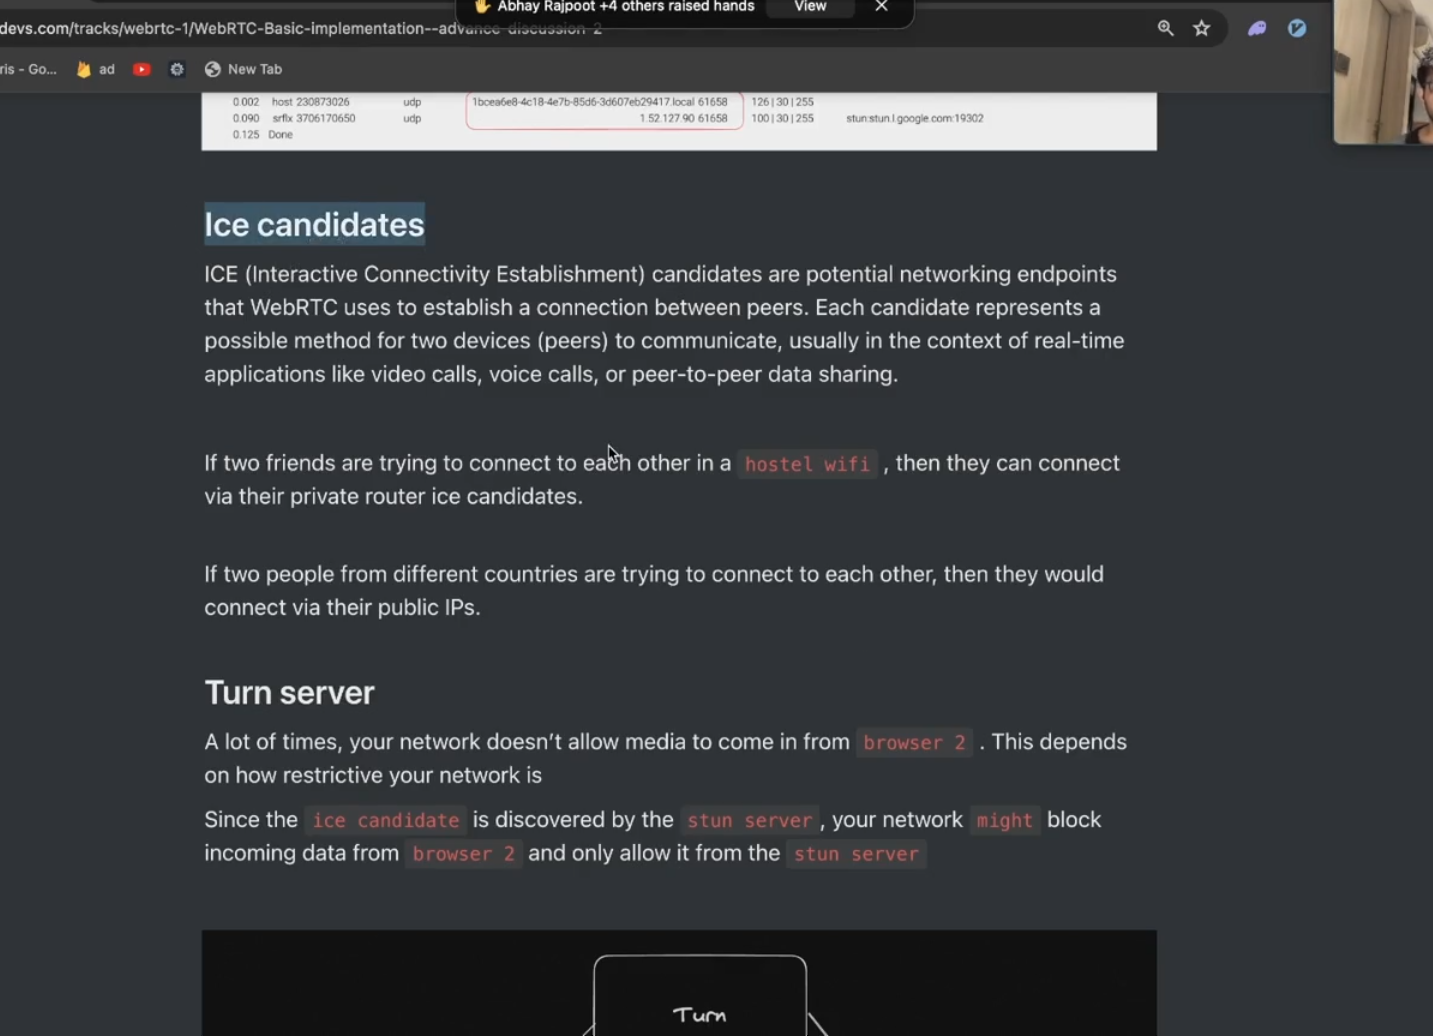 Abhay Rajpoot +4 others raised hands View
devs.com/tracks/webrtc-1/WebRTC-Basic-implementation--advance-discussion-2
ris - Go... ad New Tab
0.002 host 230873026 udp 1bcea6e8-4c18-4e7b-85d6-3d607eb29417.local 61658 126 | 30 | 255
0.090 srflx 3706170650 udp 1.52.127.90 61658 100 | 30 | 255 stun:stun.l.google.com:19302
0.125 Done
Ice candidates
ICE (Interactive Connectivity Establishment) candidates are potential networking endpoints
that WebRTC uses to establish a connection between peers. Each candidate represents a
possible method for two devices (peers) to communicate, usually in the context of real-time
applications like video calls, voice calls, or peer-to-peer data sharing.
If two friends are trying to connect to each other in a hostel wifi , then they can connect
via their private router ice candidates.
If two people from different countries are trying to connect to each other, then they would
connect via their public IPs.
Turn server
A lot of times, your network doesn't allow media to come in from browser 2 . This depends
on how restrictive your network is
Since the ice candidate is discovered by the stun server , your network might block
incoming data from browser 2 and only allow it from the stun server
Turn